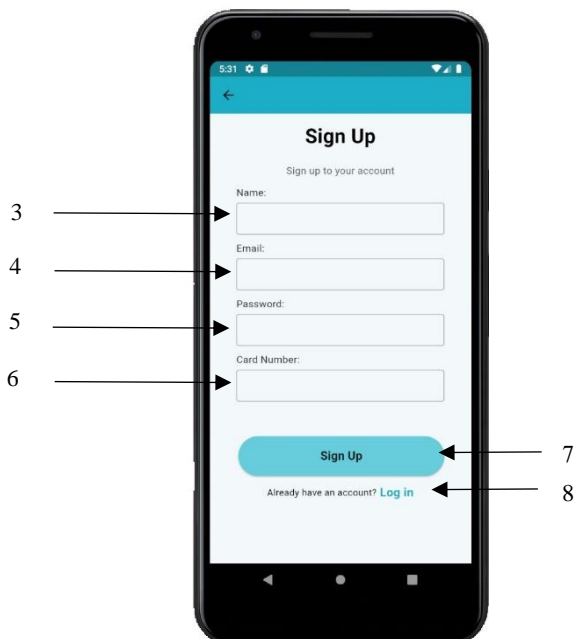 5:31
Sign Up
Sign up to your account
Name:
3
Email:
4
Password:
5
Card Number:
6
Sign Up
7
Already have an account? Log in
8